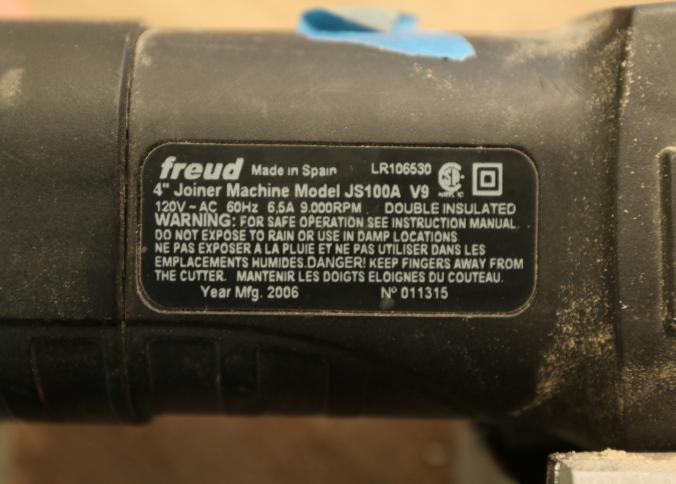 freud Made in Spain LR106530
4" Joiner Machine Model JS100A V9
120V ~ AC 60Hz 6.5A 9.000RPM DOUBLE INSULATED
WARNING: FOR SAFE OPERATION SEE INSTRUCTION MANUAL.
DO NOT EXPOSE TO RAIN OR USE IN DAMP LOCATIONS
NE PAS EXPOSER A LA PLUIE ET NE PAS UTILISER DANS LES
EMPLACEMENTS HUMIDES.DANGER! KEEP FINGERS AWAY FROM
THE CUTTER. MANTENIR LES DOIGTS ELOIGNES DU COUTEAU.
Year Mfg. 2006 Nº 011315